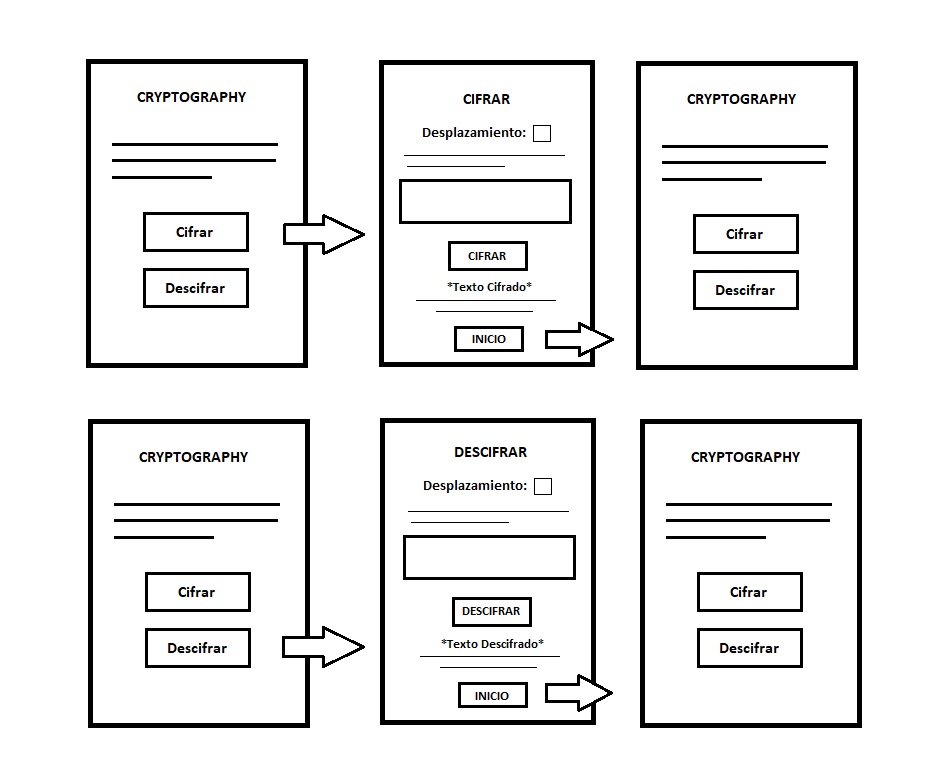 CRYPTOGRAPHY
Cifrar
Descifrar
CIFRAR
Desplazamiento:
CIFRAR
*Texto Cifrado*
INICIO
CRYPTOGRAPHY
Cifrar
Descifrar
CRYPTOGRAPHY
Cifrar
Descifrar
DESCIFRAR
Desplazamiento:
DESCIFRAR
*Texto Descifrado*
INICIO
CRYPTOGRAPHY
Cifrar
Descifrar